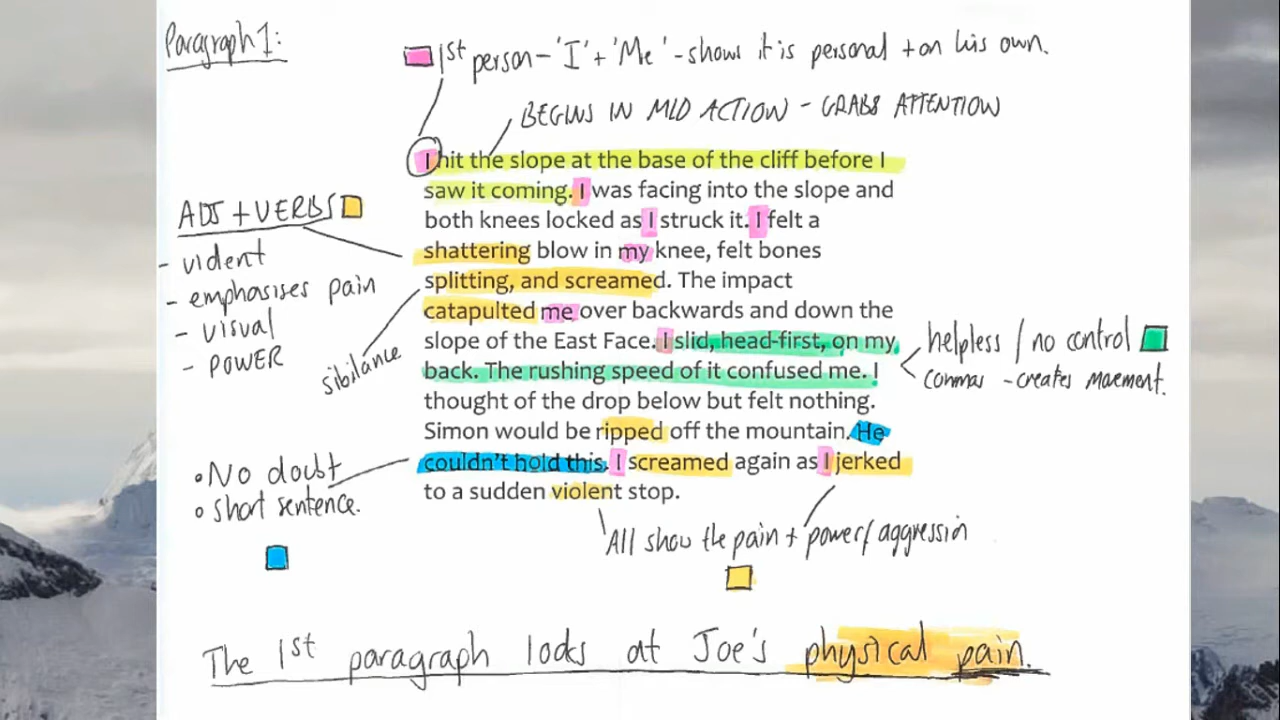 Paragraph 1:
1st person - 'I' + 'Me' - shows it is personal + on his own.
BEGINS IN MID ACTION - GRABS ATTENTION
I hit the slope at the base of the cliff before I
saw it coming. I was facing into the slope and
both knees locked as I struck it. I felt a
shattering blow in my knee, felt bones
splitting, and screamed. The impact
catapulted me over backwards and down the
slope of the East Face. I slid, head-first, on my
back. The rushing speed of it confused me. I
thought of the drop below but felt nothing.
Simon would be ripped off the mountain. He
couldn't hold this. I screamed again as I jerked
to a sudden violent stop.
ADJ + VERBS
- vident
- emphasises pain
- visual
- POWER
sibilance
helpless / no control
commas - creates movement.
• No doubt
• short sentence.
All show the pain + power/aggression
The 1st paragraph looks at Joe's physical pain.